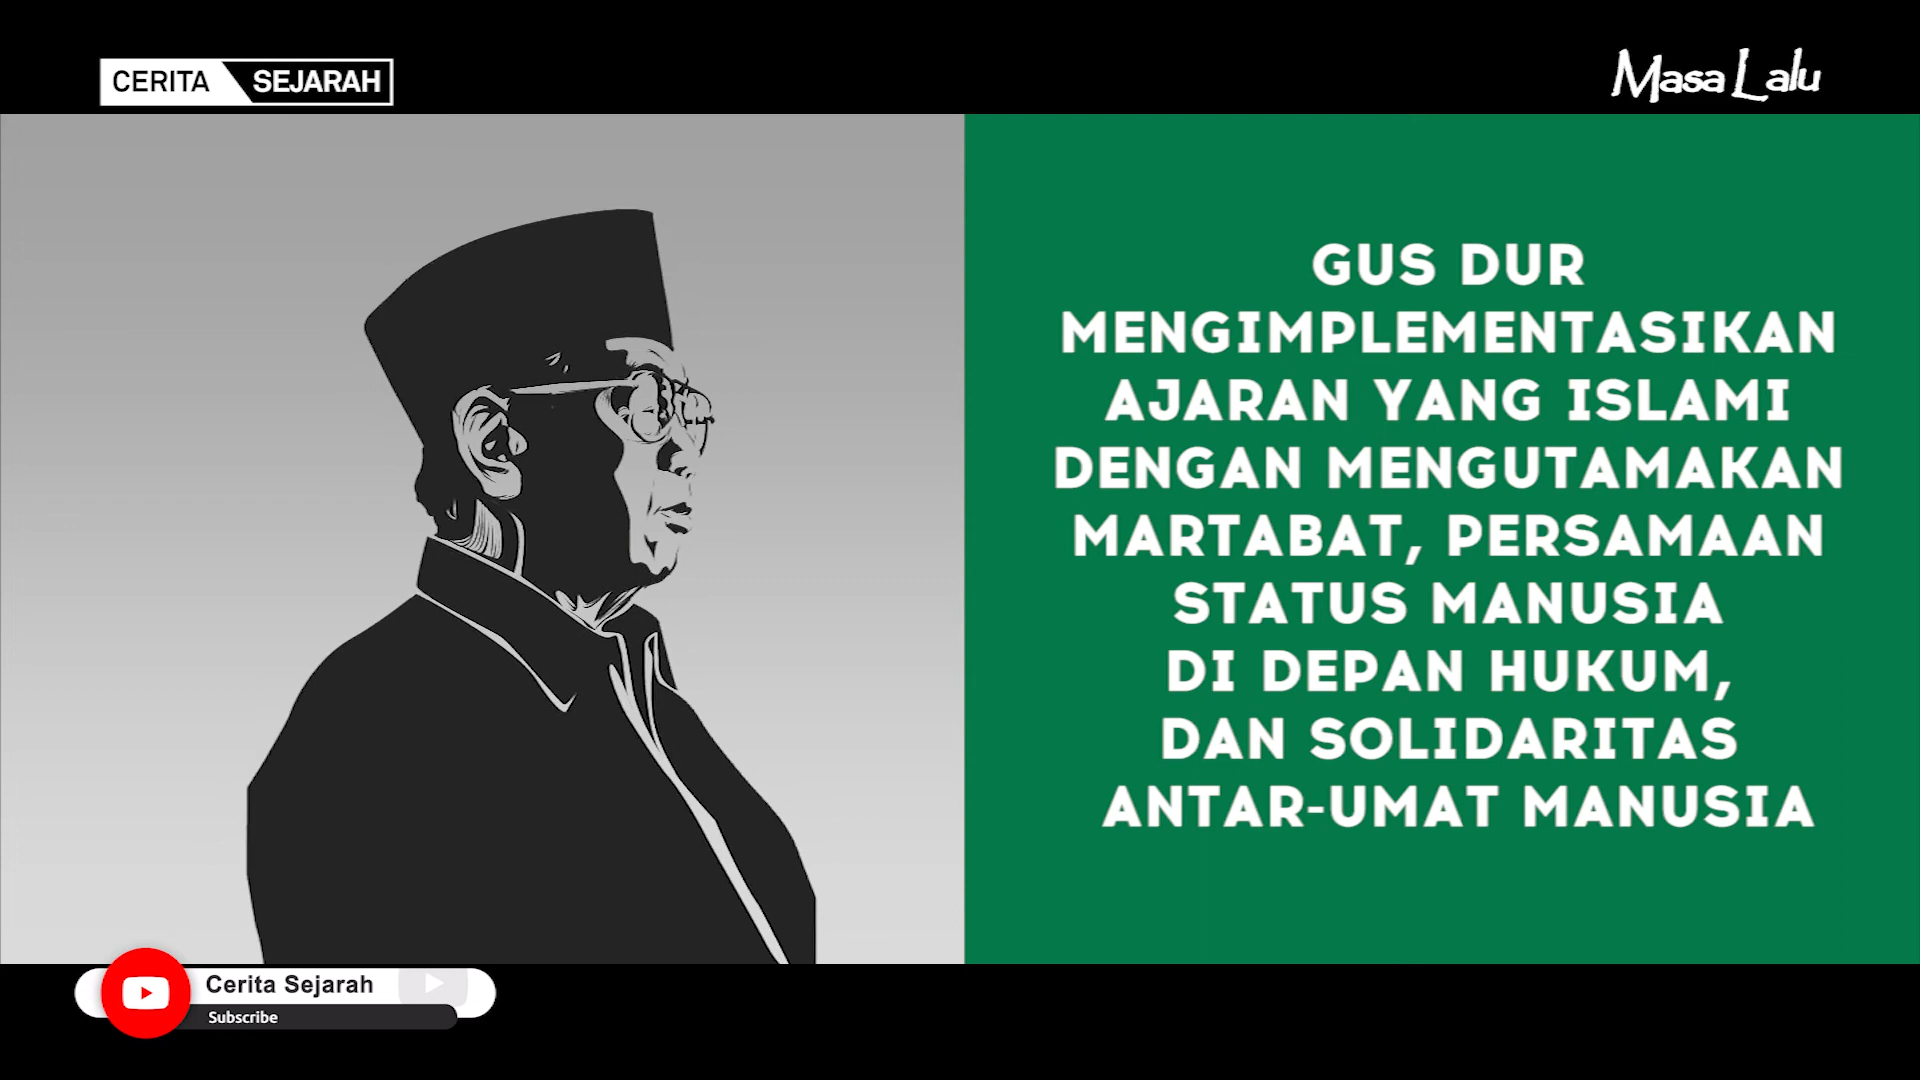 CERITA SEJARAH
Masa Lalu
GUS DUR
MENGIMPLEMENTASIKAN
AJARAN YANG ISLAMI
DENGAN MENGUTAMAKAN
MARTABAT, PERSAMAAN
STATUS MANUSIA
DI DEPAN HUKUM,
DAN SOLIDARITAS
ANTAR-UMAT MANUSIA
Cerita Sejarah
Subscribe